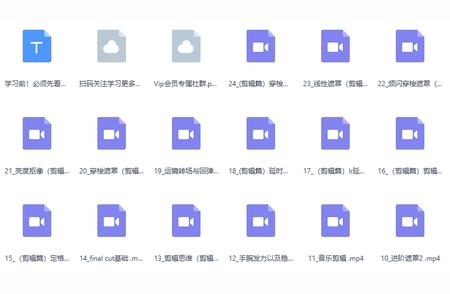 T
学习前！必须先看...
扫码关注学习更多...
Vip会员专属社群.p...
24_(剪辑篇）穿梭...
23_线性遮罩（剪辑...
22_频闪穿梭遮罩（...
21_亮度抠像（剪辑...
20_穿梭遮罩（剪辑...
19_运镜转场与回弹...
18_(剪辑篇）延时...
17_（剪辑篇）lr延...
16_（剪辑篇）剪辑...
15_（剪辑篇）定格...
14_final cut基础 .m...
13_剪辑思维（剪辑...
12_手腕发力以及稳...
11_音乐剪辑 .mp4
10_进阶遮罩2 .mp4